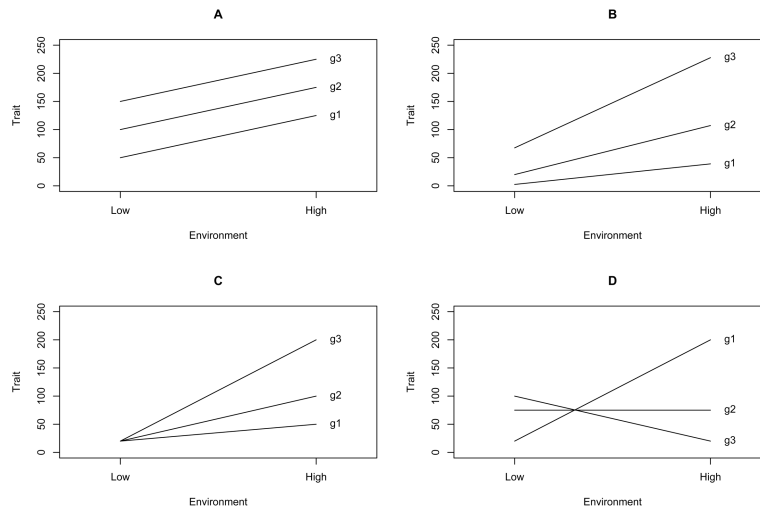 A
250
200
150
100
50
0
Trait
g3
g2
g1
Low
High
Environment
B
250
200
150
100
50
0
Trait
g3
g2
g1
Low
High
Environment
C
250
200
150
100
50
0
Trait
g3
g2
g1
Low
High
Environment
D
250
200
150
100
50
0
Trait
g1
g2
g3
Low
High
Environment